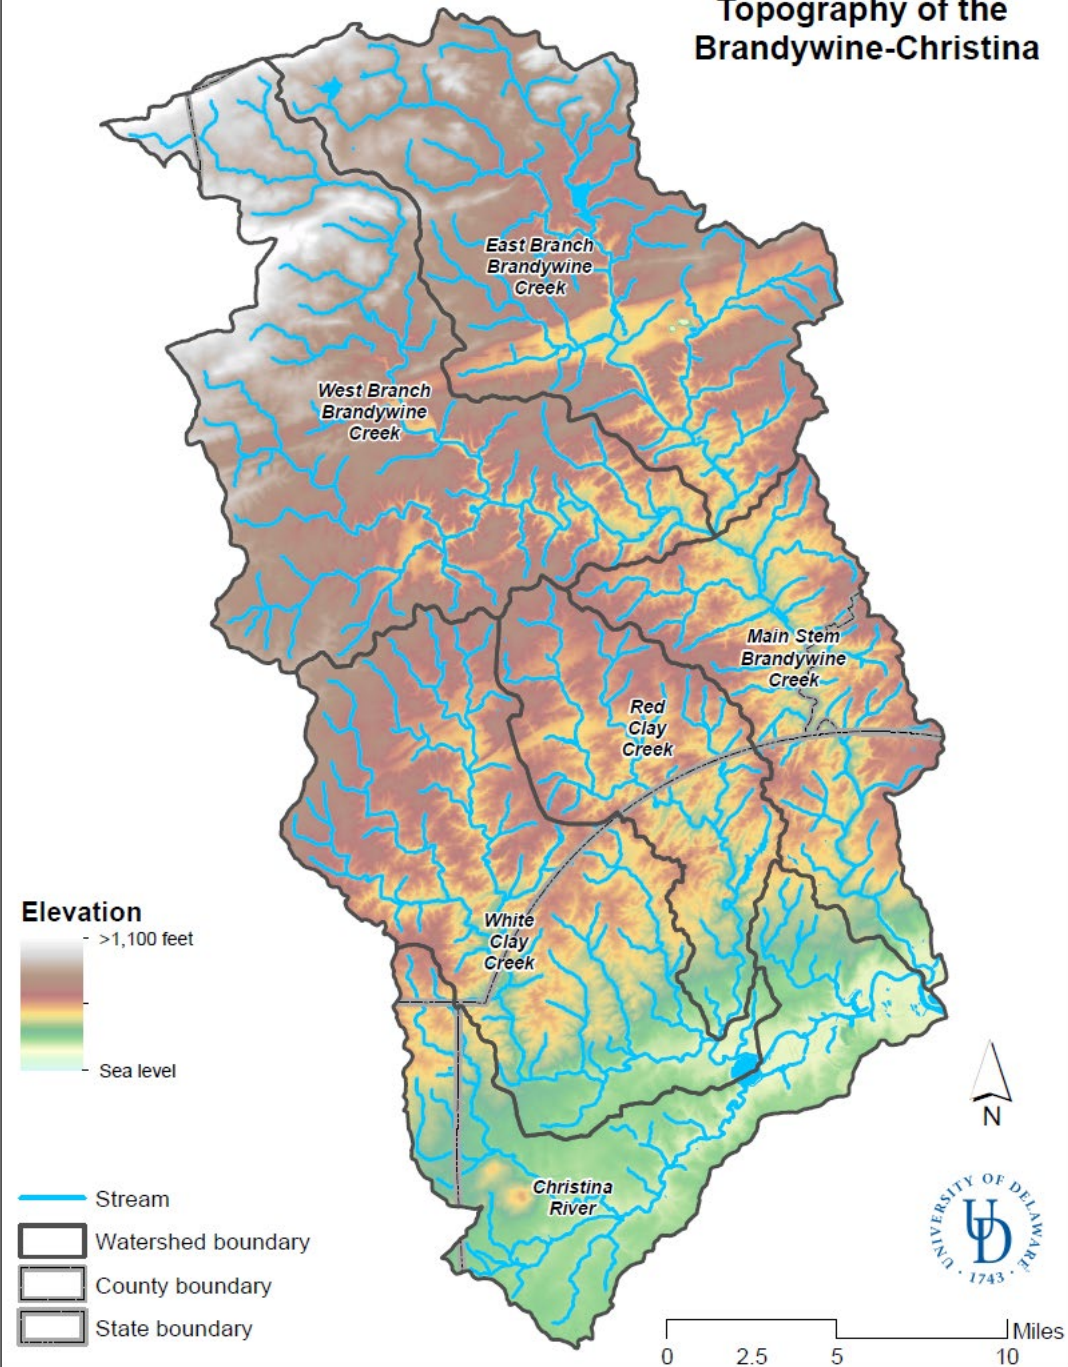 Topography of the
Brandywine-Christina
East Branch
Brandywine
Creek
West Branch
Brandywine
Creek
Main Stem
Brandywine
Creek
Red
Clay
Creek
White
Clay
Creek
Christina
River
Elevation
>1,100 feet
Sea level
Stream
Watershed boundary
County boundary
State boundary
N
UNIVERSITY OF DELAWARE
UD
· 1743 ·
Miles
0 2.5 5 10